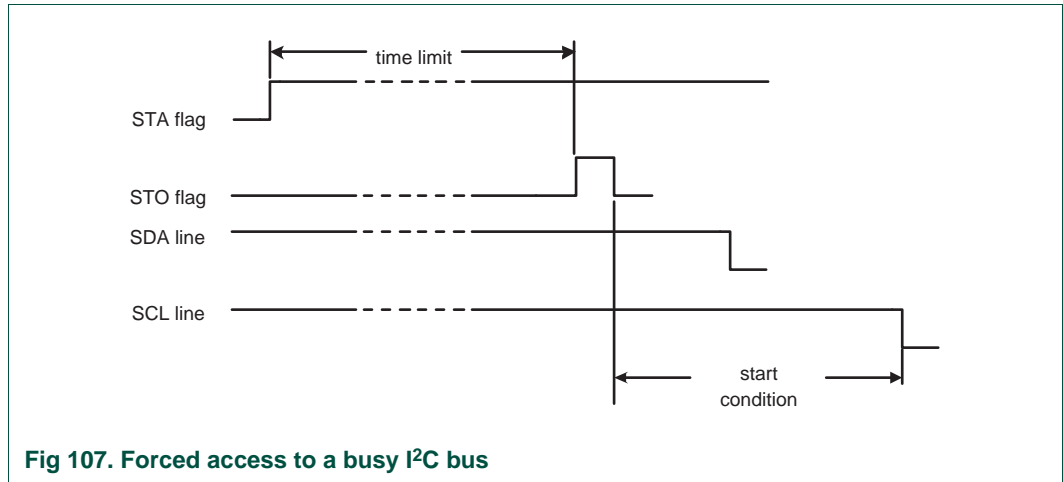 time limit
STA flag
STO flag
SDA line
SCL line
start
condition
Fig 107. Forced access to a busy I²C bus